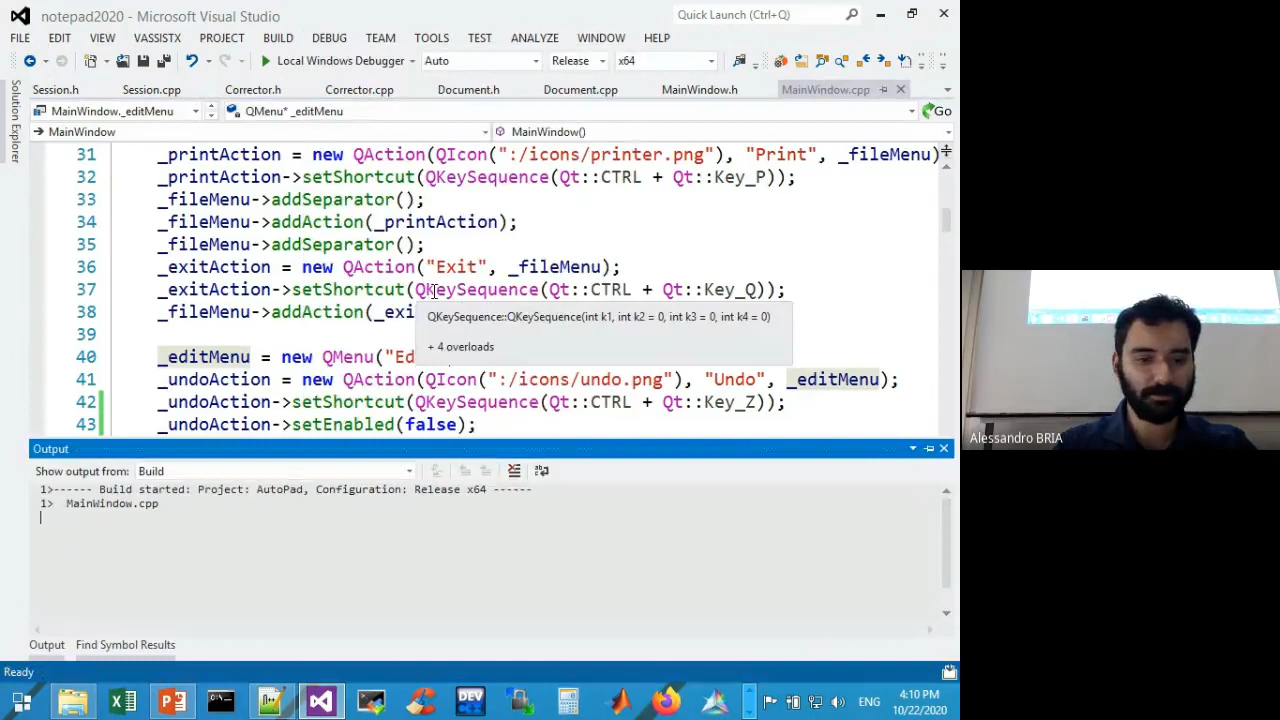 notepad2020 - Microsoft Visual Studio
Quick Launch (Ctrl+Q)
FILE EDIT VIEW VASSISTX PROJECT BUILD DEBUG TEAM TOOLS TEST ANALYZE WINDOW HELP
Local Windows Debugger Auto Release x64
Session.h Session.cpp Corrector.h Corrector.cpp Document.h Document.cpp MainWindow.h MainWindow.cpp
Solution Explorer
MainWindow._editMenu QMenu* _editMenu Go
MainWindow MainWindow()
31 _printAction = new QAction(QIcon(":/icons/printer.png"), "Print", _fileMenu)
32 _printAction->setShortcut(QKeySequence(Qt::CTRL + Qt::Key_P));
33 _fileMenu->addSeparator();
34 _fileMenu->addAction(_printAction);
35 _fileMenu->addSeparator();
36 _exitAction = new QAction("Exit", _fileMenu);
37 _exitAction->setShortcut(QKeySequence(Qt::CTRL + Qt::Key_Q));
38 _fileMenu->addAction(_exi
QKeySequence::QKeySequence(int k1, int k2 = 0, int k3 = 0, int k4 = 0)
+ 4 overloads
40 _editMenu = new QMenu("Ed
41 _undoAction = new QAction(QIcon(":/icons/undo.png"), "Undo", _editMenu);
42 _undoAction->setShortcut(QKeySequence(Qt::CTRL + Qt::Key_Z));
43 _undoAction->setEnabled(false);
Output
Show output from: Build
1>------ Build started: Project: AutoPad, Configuration: Release x64 ------
1> MainWindow.cpp
Output Find Symbol Results
Ready
DEV
ENG
4:10 PM
10/22/2020
Alessandro BRIA